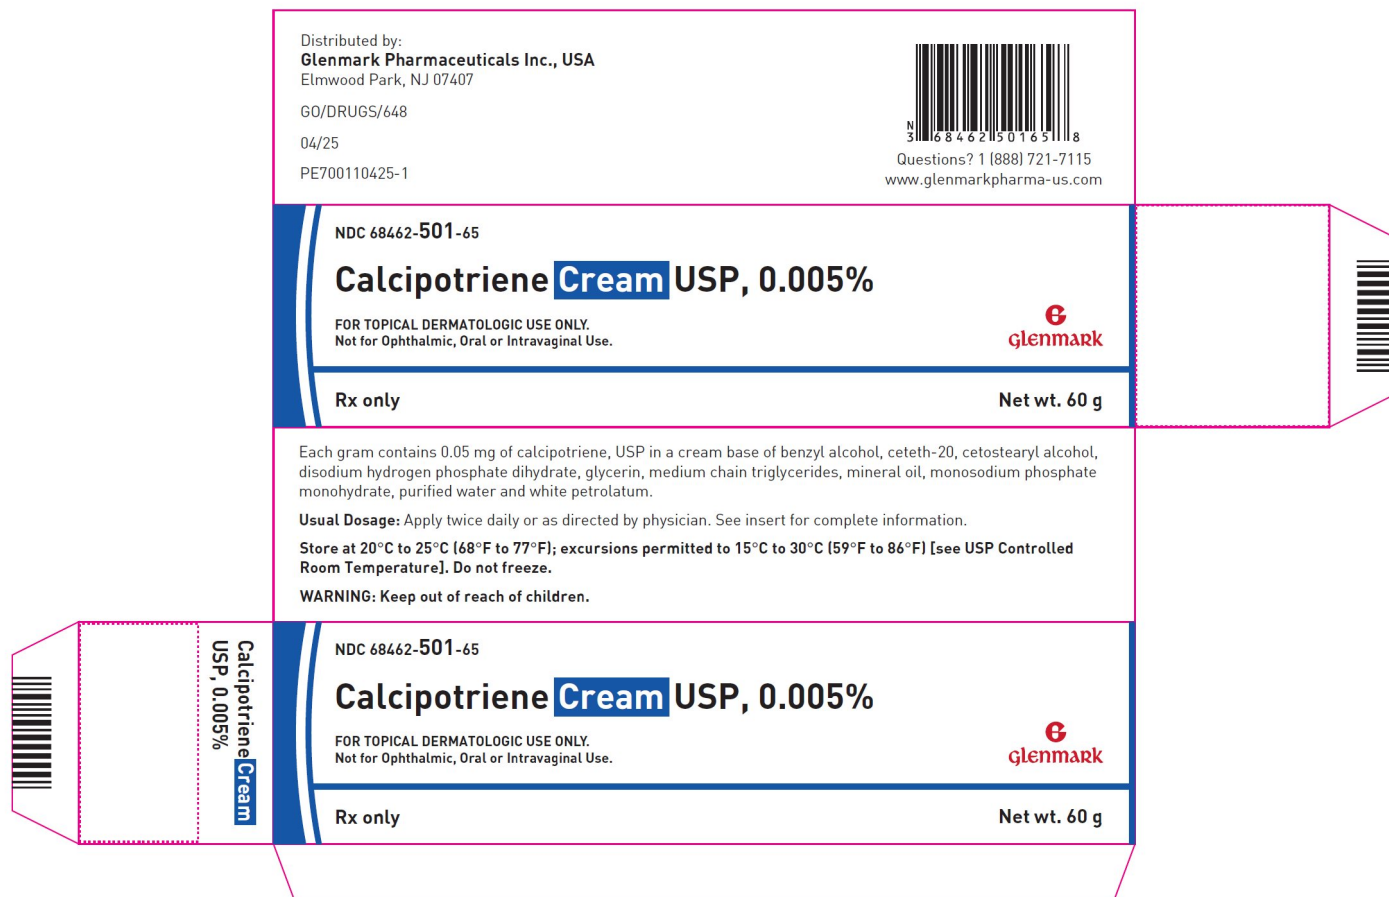 Distributed by:
Glenmark Pharmaceuticals Inc., USA
Elmwood Park, NJ 07407
GO/DRUGS/648
04/25
PE700110425-1
N
3 68462 50165 8
Questions? 1 (888) 721-7115
www.glenmarkpharma-us.com
NDC 68462-501-65
Calcipotriene Cream USP, 0.005%
FOR TOPICAL DERMATOLOGIC USE ONLY.
Not for Ophthalmic, Oral or Intravaginal Use.
glenmark
Rx only
Net wt. 60 g
Each gram contains 0.05 mg of calcipotriene, USP in a cream base of benzyl alcohol, ceteth-20, cetostearyl alcohol,
disodium hydrogen phosphate dihydrate, glycerin, medium chain triglycerides, mineral oil, monosodium phosphate
monohydrate, purified water and white petrolatum.
Usual Dosage: Apply twice daily or as directed by physician. See insert for complete information.
Store at 20°C to 25°C (68°F to 77°F); excursions permitted to 15°C to 30°C (59°F to 86°F) [see USP Controlled
Room Temperature]. Do not freeze.
WARNING: Keep out of reach of children.
Calcipotriene Cream
USP, 0.005%
NDC 68462-501-65
Calcipotriene Cream USP, 0.005%
FOR TOPICAL DERMATOLOGIC USE ONLY.
Not for Ophthalmic, Oral or Intravaginal Use.
glenmark
Rx only
Net wt. 60 g